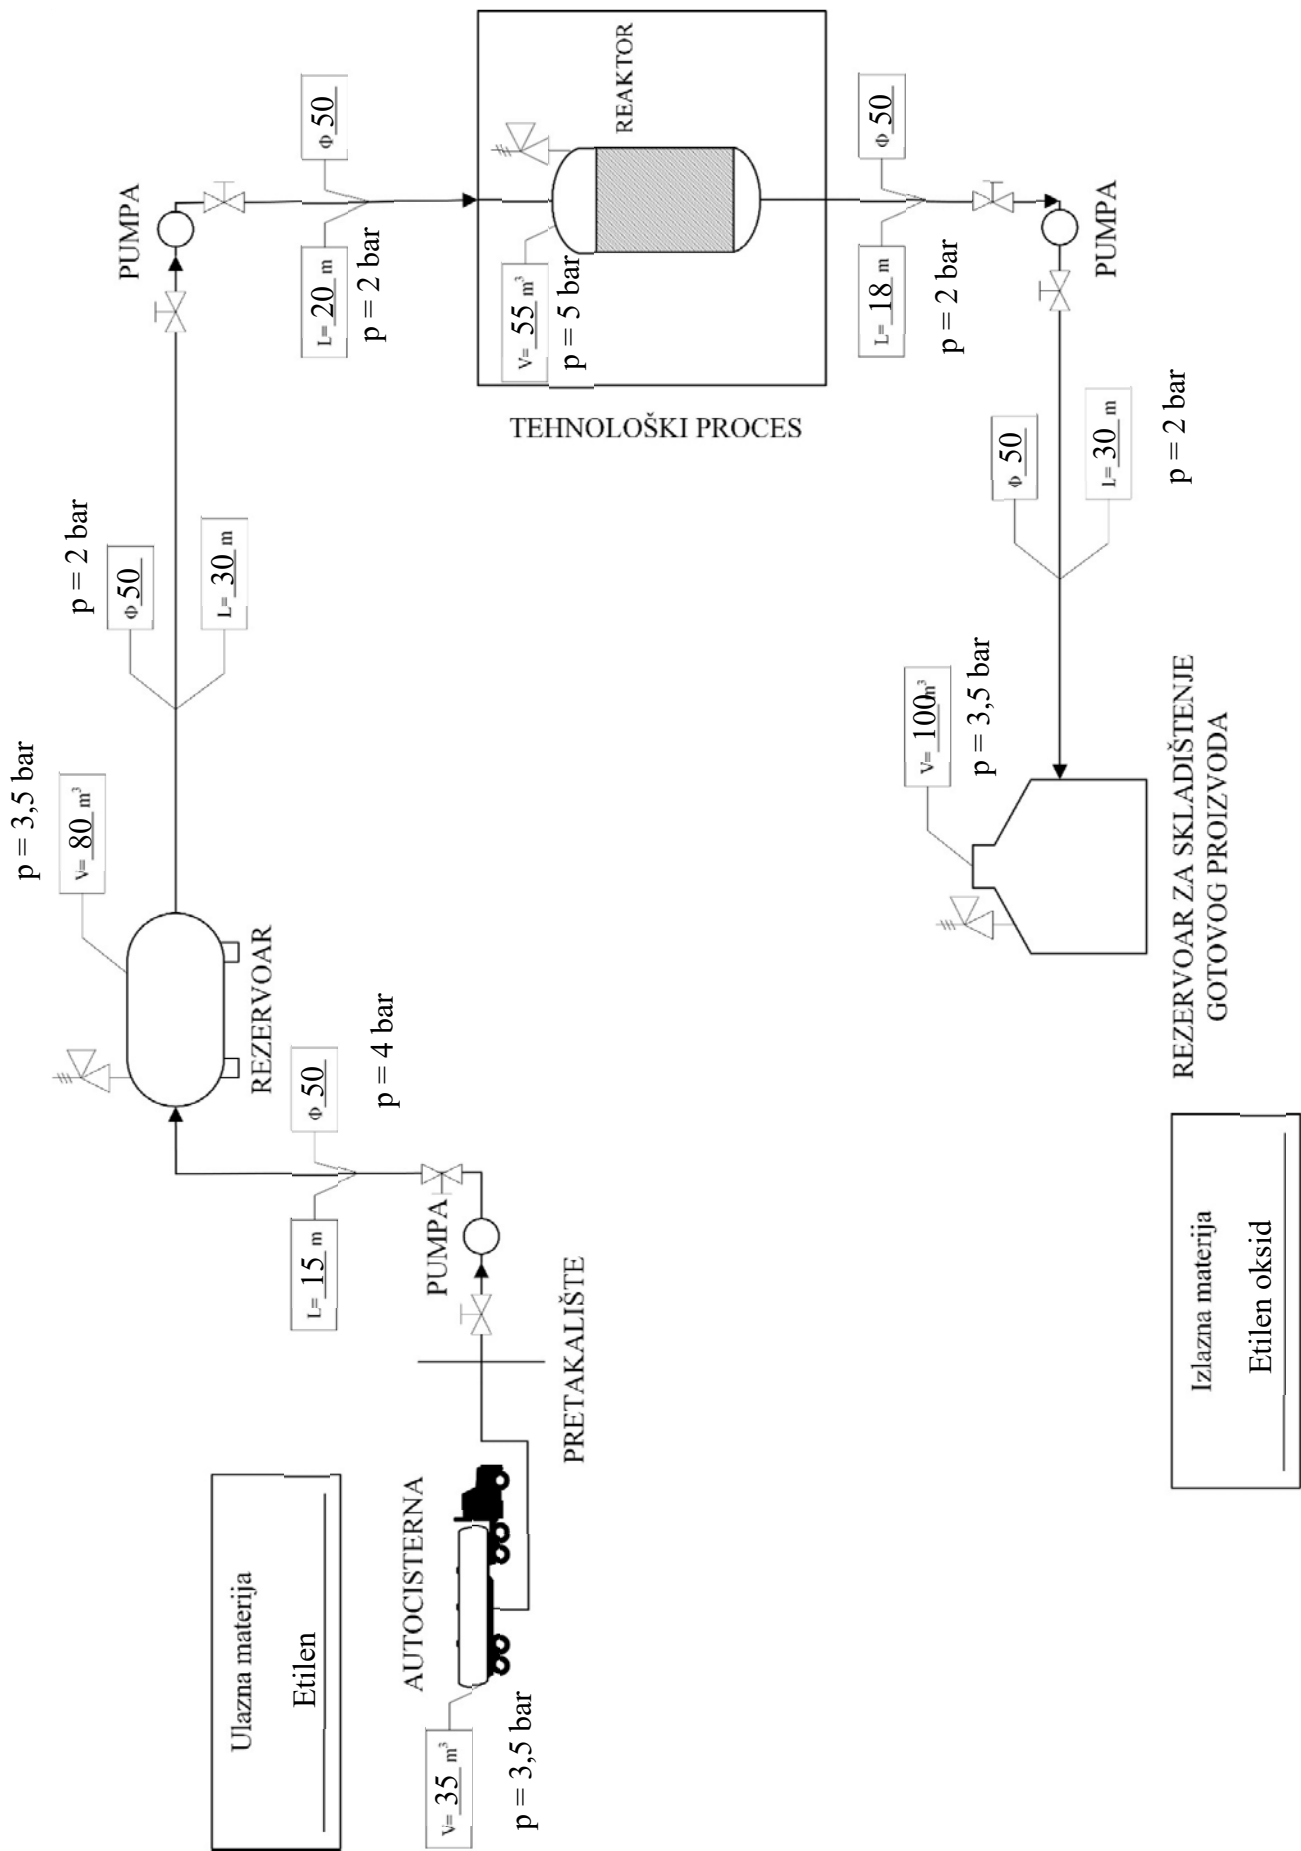 Ulazna materija
Etilen
AUTOCISTERNA
V= 35 m³
p = 3,5 bar
PRETAKALIŠTE
PUMPA
L= 15 m
Φ 50
p = 4 bar
REZERVOAR
V= 80 m³
p = 3,5 bar
Φ 50
p = 2 bar
L= 30 m
PUMPA
L= 20 m
Φ 50
p = 2 bar
REAKTOR
V= 55 m³
p = 5 bar
TEHNOLOŠKI PROCES
L= 18 m
Φ 50
p = 2 bar
PUMPA
Φ 50
L= 30 m
p = 2 bar
V= 100m³
p = 3,5 bar
REZERVOAR ZA SKLADIŠTENJE
GOTOVOG PROIZVODA
Izlazna materija
Etilen oksid